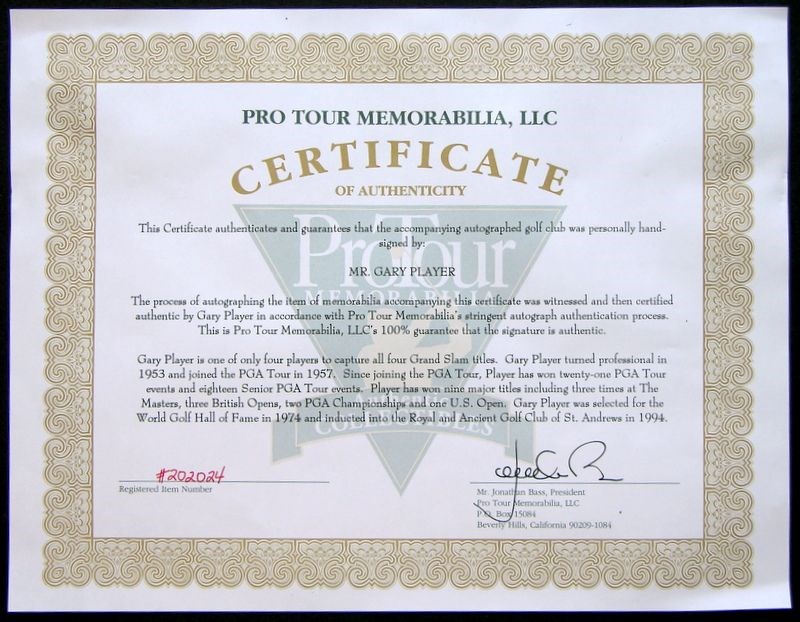 PRO TOUR MEMORABILIA, LLC
CERTIFICATE
OF AUTHENTICITY
This Certificate authenticates and guarantees that the accompanying autographed golf club was personally hand-
signed by:
ProTour
MEMORABILIA
MR. GARY PLAYER
The process of autographing the item of memorabilia accompanying this certificate was witnessed and then certified
authentic by Gary Player in accordance with Pro Tour Memorabilia's stringent autograph authentication process.
This is Pro Tour Memorabilia, LLC's 100% guarantee that the signature is authentic.
Gary Player is one of only four players to capture all four Grand Slam titles. Gary Player turned professional in
1953 and joined the PGA Tour in 1957. Since joining the PGA Tour, Player has won twenty-one PGA Tour
events and eighteen Senior PGA Tour events. Player has won nine major titles including three times at The
Masters, three British Opens, two PGA Championships and one U.S. Open. Gary Player was selected for the
World Golf Hall of Fame in 1974 and inducted into the Royal and Ancient Golf Club of St. Andrews in 1994.
COLLECTIBLES
#202024
Registered Item Number
Mr. Jonathan Bass, President
Pro Tour Memorabilia, LLC
P.O. Box 15084
Beverly Hills, California 90209-1084